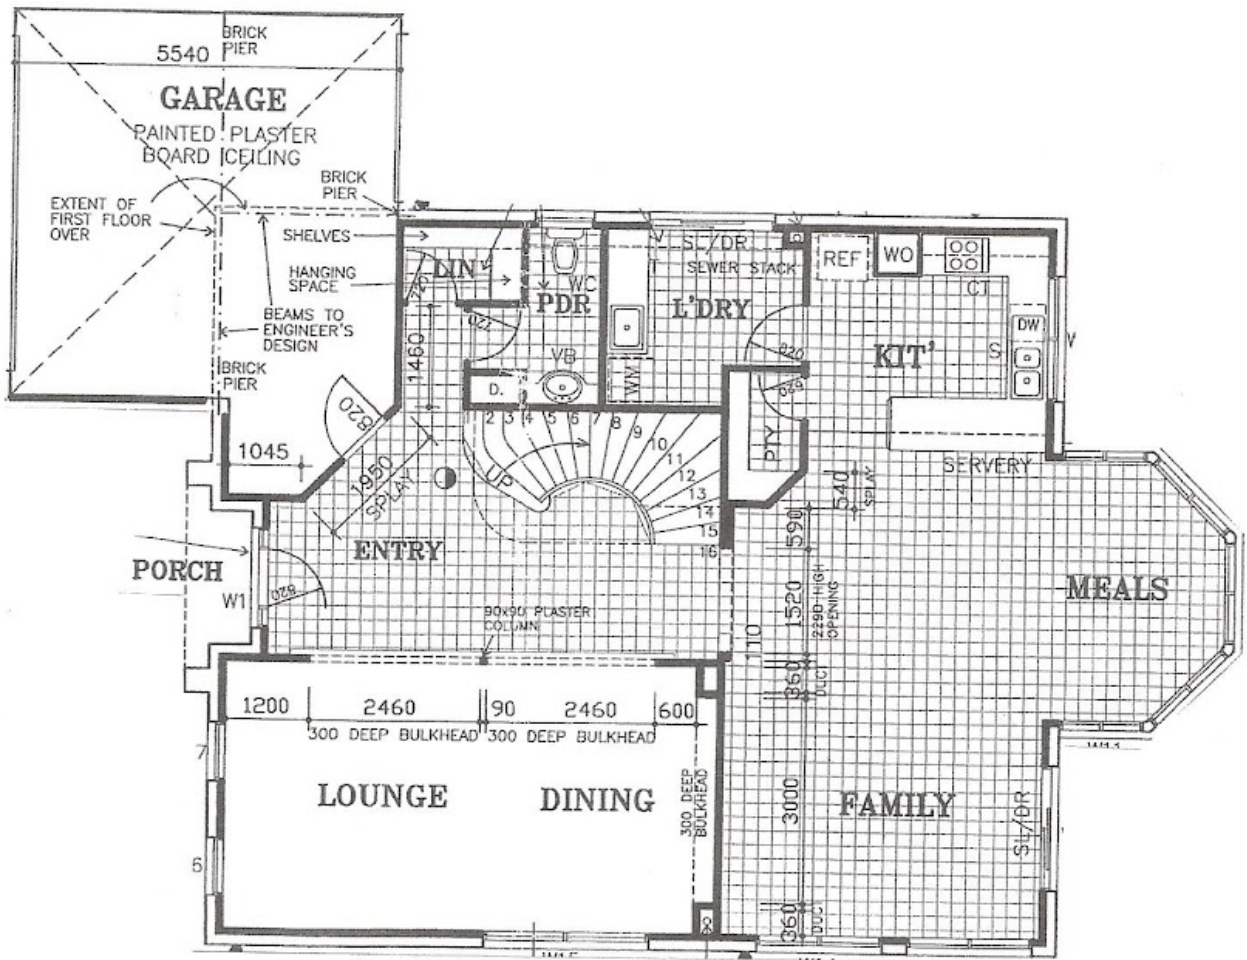 BRICK
PIER
5540
GARAGE
PAINTED PLASTER
BOARD CEILING
BRICK
PIER
EXTENT OF
FIRST FLOOR
OVER
SHELVES
HANGING
SPACE
LIN
720
BEAMS TO
ENGINEER'S
DESIGN
BRICK
PIER
1460
720
WC
PDR
VB
D.
SL/DR
SEWER STACK
L'DRY
T
WM
820
REF
WO
CT
DW
S
KIT'
V
620
PTY
SERVERY
820
1045
1950
SPLAY
UP
1 2 3 4 5 6 7 8 9
10
11
12
13
14
15
16
540
SPLAY
590
ENTRY
PORCH
W1
820
90x90 PLASTER
COLUMN
1520
2290 HIGH
OPENING
110
MEALS
360
DUCT
1200 2460 90 2460 600
300 DEEP BULKHEAD 300 DEEP BULKHEAD
7
LOUNGE
DINING
300 DEEP
BULKHEAD
3000
FAMILY
SL/DR
360
DUCT